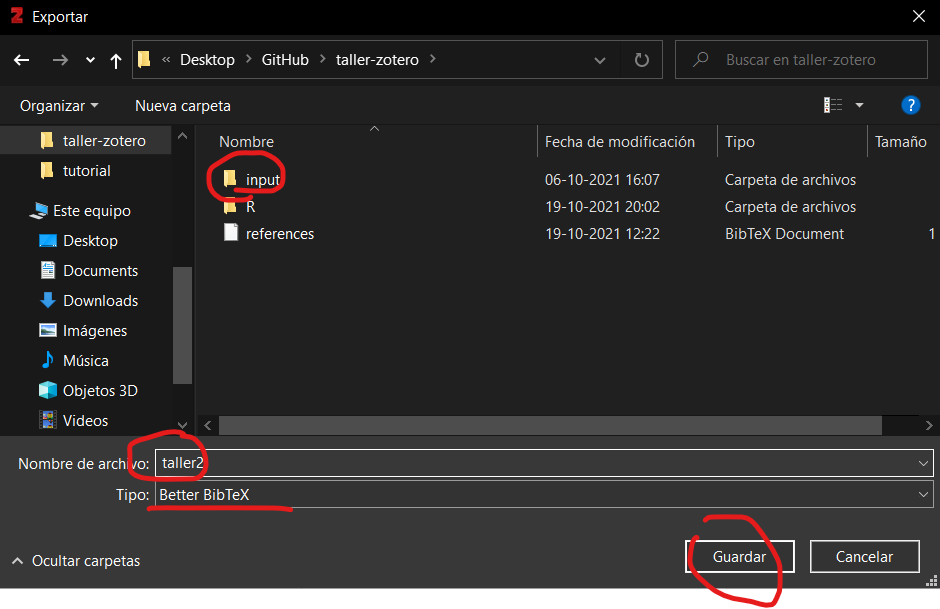 Exportar
« Desktop > GitHub > taller-zotero >
Buscar en taller-zotero
Organizar
Nueva carpeta
?
taller-zotero
tutorial
Este equipo
Desktop
Documents
Downloads
Imágenes
Música
Objetos 3D
Videos
Nombre Fecha de modificación Tipo Tamaño
input 06-10-2021 16:07 Carpeta de archivos
R 19-10-2021 20:02 Carpeta de archivos
references 19-10-2021 12:22 BibTeX Document 1
Nombre de archivo: taller2
Tipo: Better BibTeX
Ocultar carpetas
Guardar
Cancelar